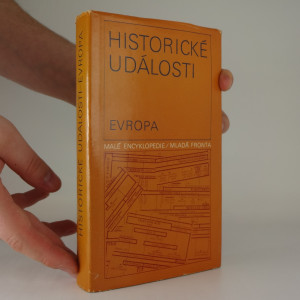 HISTORICKÉ
UDÁLOSTI
EVROPA
MALÉ ENCYKLOPEDIE / MLADÁ FRONTA
HISTORICKÉ UDÁLOSTI EVROPA